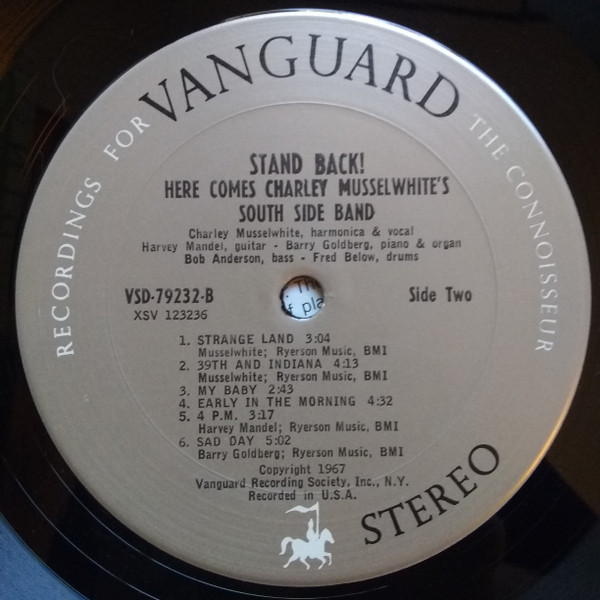 RECORDINGS FOR VANGUARD THE CONNOISSEUR
STAND BACK!
HERE COMES CHARLEY MUSSELWHITE'S
SOUTH SIDE BAND
Charley Musselwhite, harmonica & vocal
Harvey Mandel, guitar - Barry Goldberg, piano & organ
Bob Anderson, bass - Fred Below, drums
VSD-79232-B
XSV 123236
Side Two
1. STRANGE LAND 3:04
Musselwhite; Ryerson Music, BMI
2. 39TH AND INDIANA 4:13
Musselwhite; Ryerson Music, BMI
3. MY BABY 2:43
4. EARLY IN THE MORNING 4:32
5. 4 P.M. 3:17
Harvey Mandel; Ryerson Music, BMI
6. SAD DAY 5:02
Barry Goldberg; Ryerson Music, BMI
Copyright 1967
Vanguard Recording Society, Inc., N.Y.
Recorded in U.S.A.
STEREO